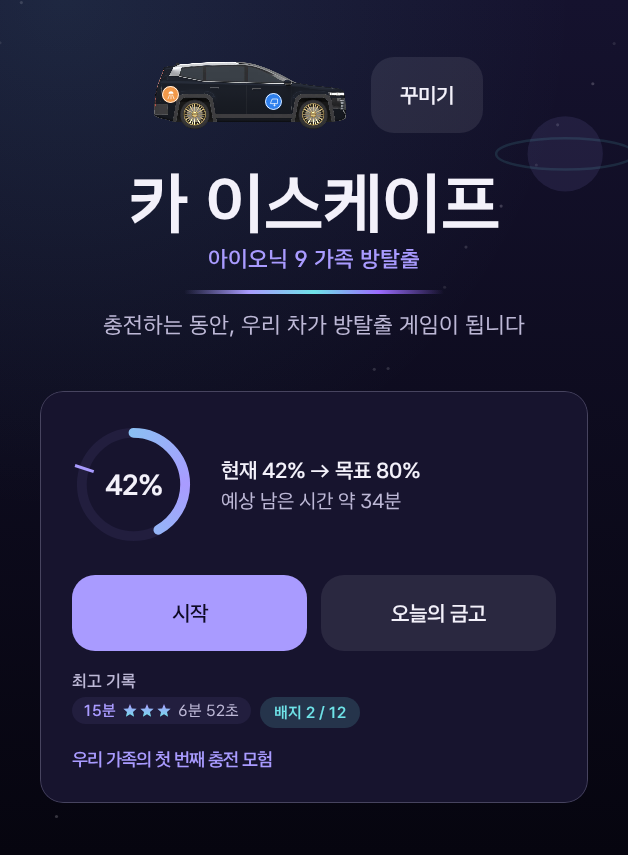 꾸미기
카 이스케이프
아이오닉 9 가족 방탈출
충전하는 동안, 우리 차가 방탈출 게임이 됩니다
42%
현재 42% → 목표 80%
예상 남은 시간 약 34분
시작
오늘의 금고
최고 기록
15분 ★★★ 6분 52초
배지 2 / 12
우리 가족의 첫 번째 충전 모험